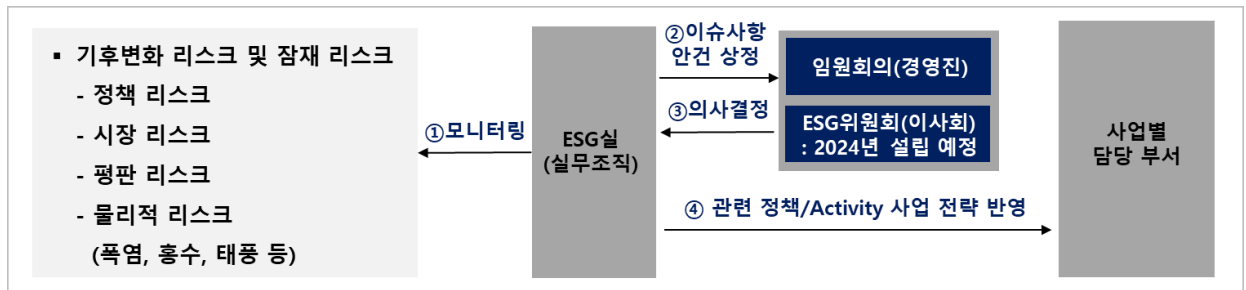 ▪ 기후변화 리스크 및 잠재 리스크
- 정책 리스크
- 시장 리스크
- 평판 리스크
- 물리적 리스크
(폭염, 홍수, 태풍 등)
①모니터링
ESG실
(실무조직)
②이슈사항
안건 상정
③의사결정
임원회의(경영진)
ESG위원회(이사회)
: 2024년 설립 예정
④ 관련 정책/Activity 사업 전략 반영
사업별
담당 부서